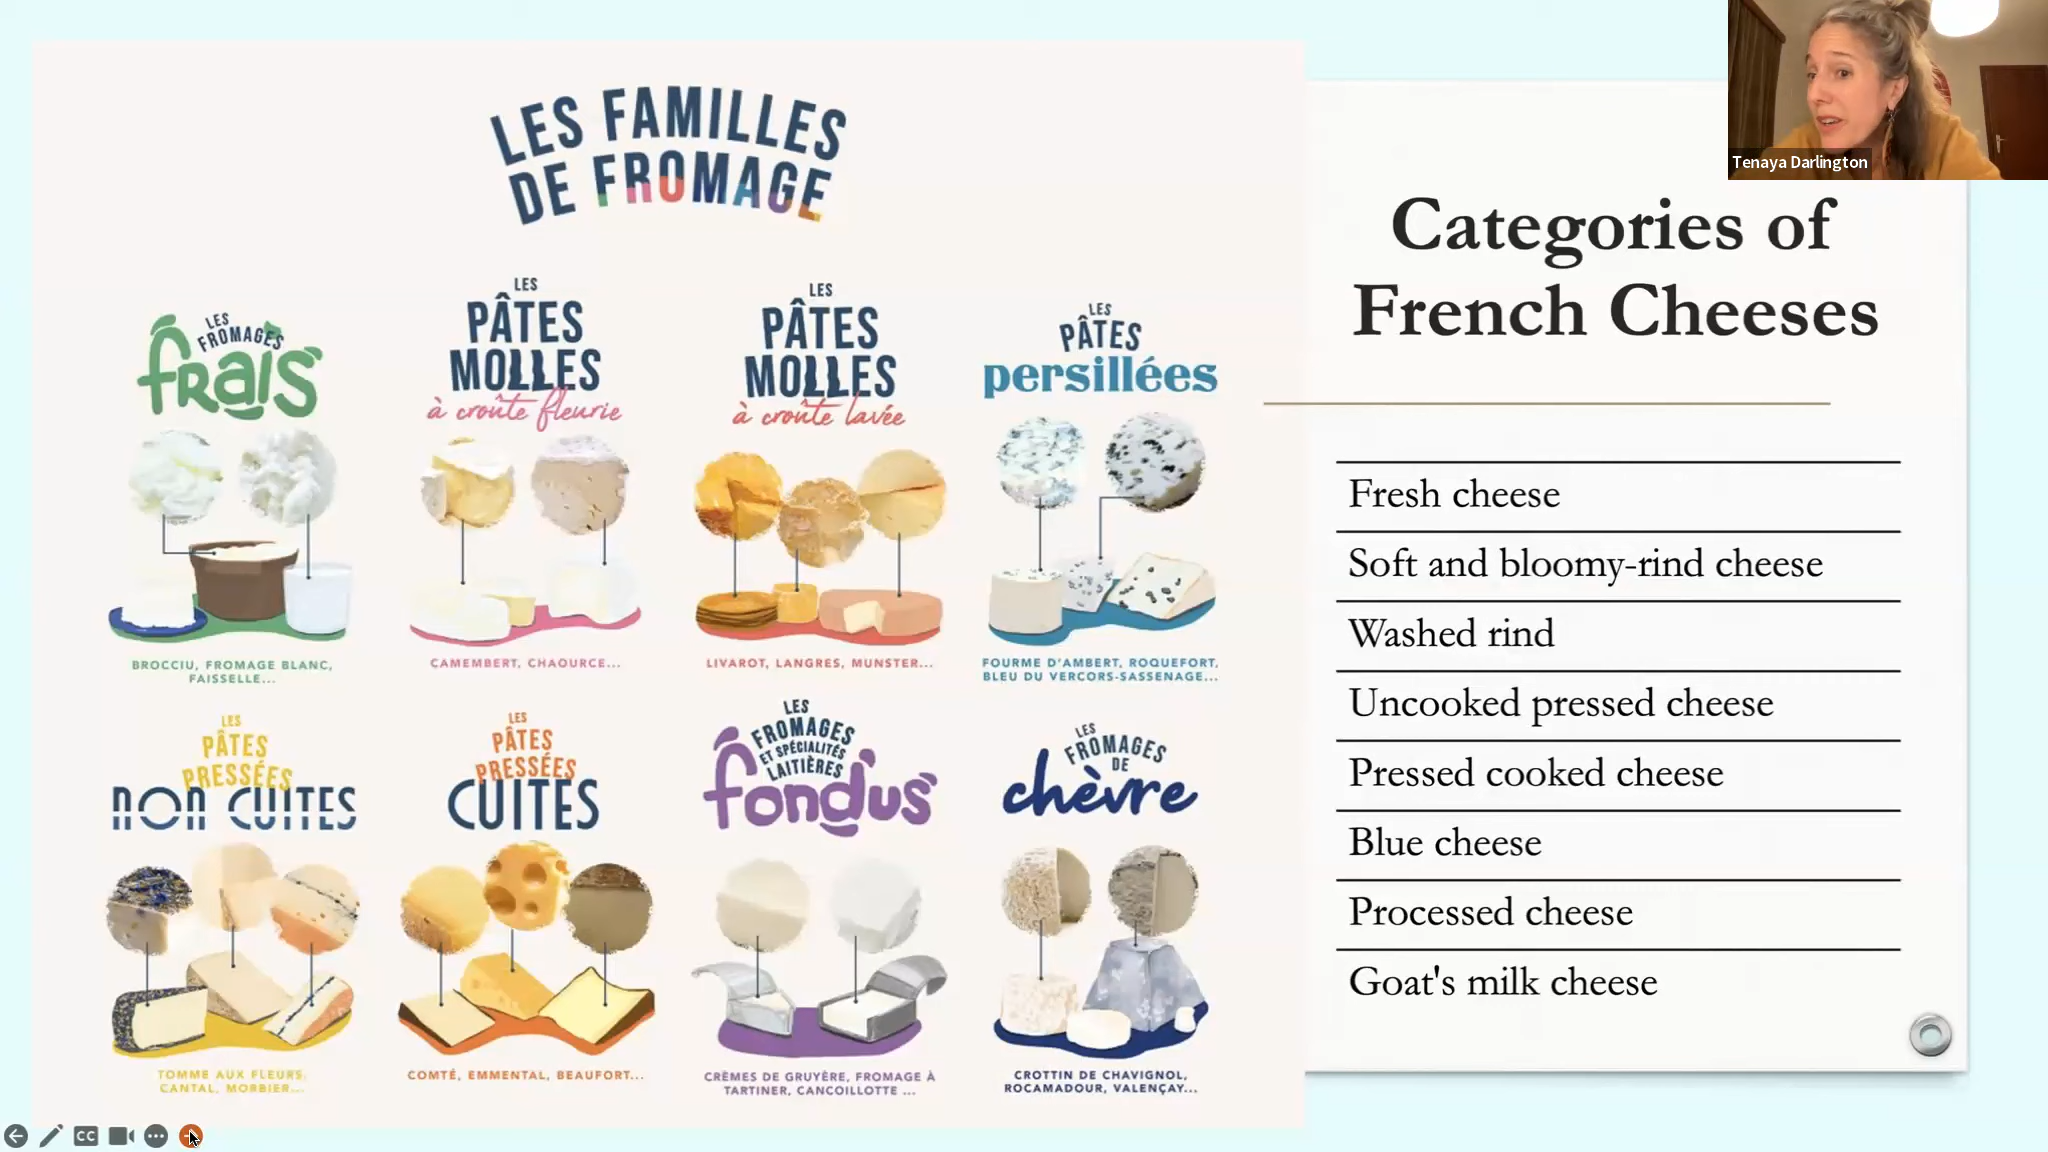 LES FAMILLES
DE FROMAGE
LES
FROMAGES
frais
BROCCIU, FROMAGE BLANC,
FAISSELLE...
LES
PÂTES
MOLLES
à croûte fleurie
CAMEMBERT, CHAOURCE...
LES
PÂTES
MOLLES
à croûte lavée
LIVAROT, LANGRES, MUNSTER...
LES
PÂTES
persillées
FOURME D'AMBERT, ROQUEFORT,
BLEU DU VERCORS-SASSENAGE...
LES
PÂTES
PRESSÉES
NON CUITES
TOMME AUX FLEURS,
CANTAL, MORBIER...
LES
PÂTES
PRESSÉES
CUITES
COMTÉ, EMMENTAL, BEAUFORT...
LES
FROMAGES
ET SPÉCIALITÉS
LAITIÈRES
fondus
CRÈMES DE GRUYÈRE, FROMAGE À
TARTINER, CANCOILLOTTE ...
LES
FROMAGES
DE
chèvre
CROTTIN DE CHAVIGNOL,
ROCAMADOUR, VALENÇAY...
Tenaya Darlington
Categories of
French Cheeses
Fresh cheese
Soft and bloomy-rind cheese
Washed rind
Uncooked pressed cheese
Pressed cooked cheese
Blue cheese
Processed cheese
Goat's milk cheese
CC